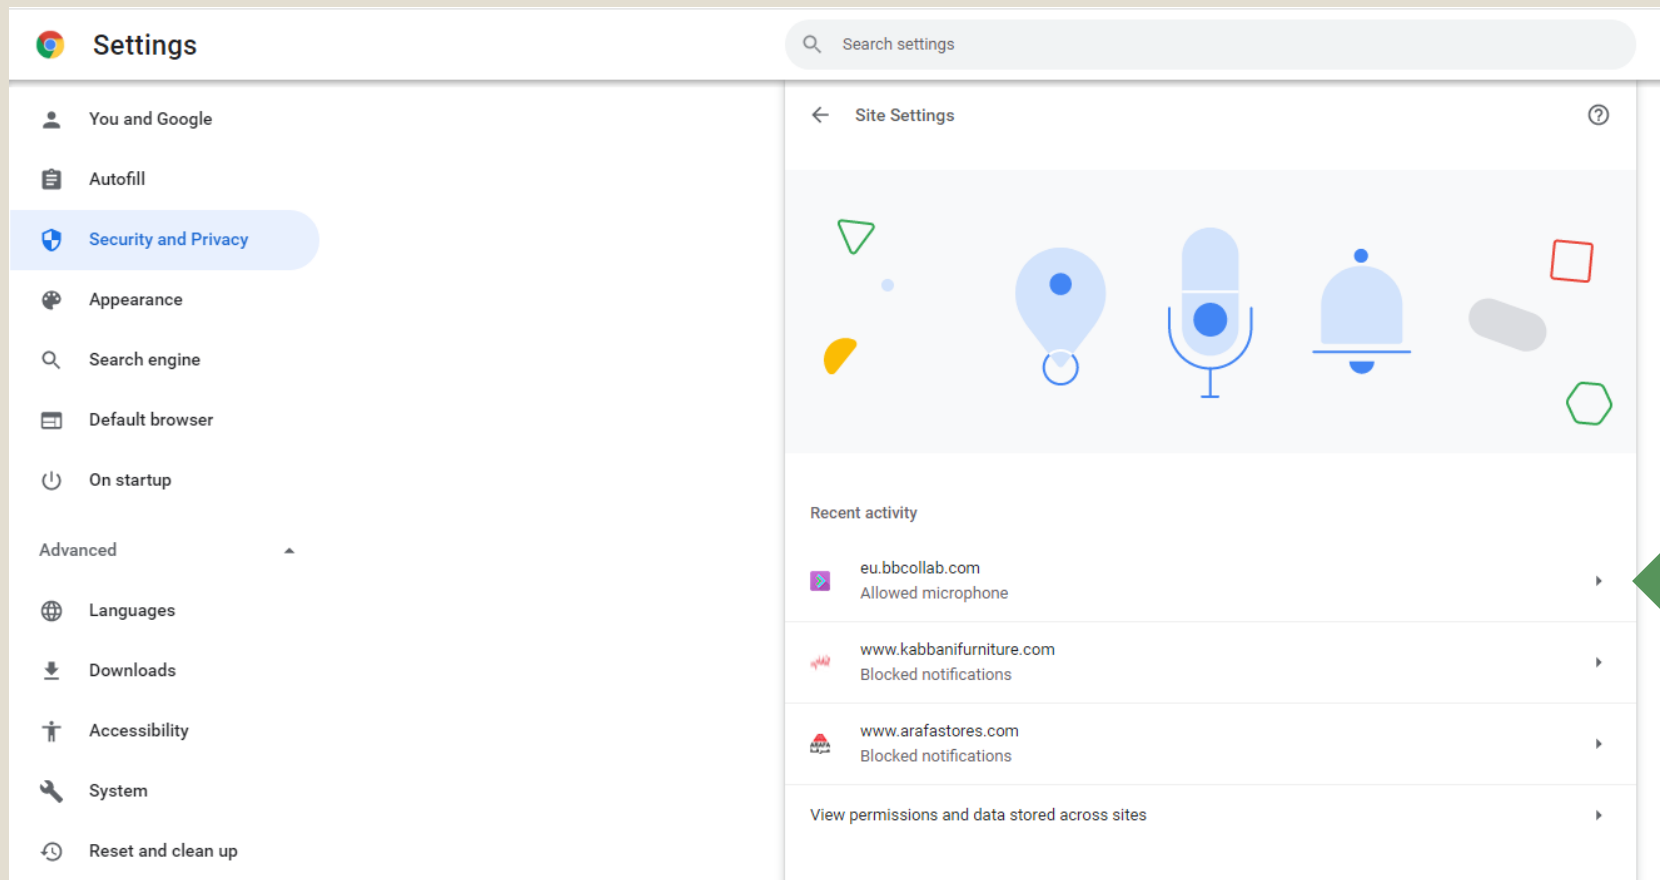 Settings
Search settings
You and Google
Autofill
Security and Privacy
Appearance
Search engine
Default browser
On startup
Advanced
Languages
Downloads
Accessibility
System
Reset and clean up
Site Settings
Recent activity
eu.bbcollab.com
Allowed microphone
www.kabbanifurniture.com
Blocked notifications
www.arafastores.com
Blocked notifications
View permissions and data stored across sites